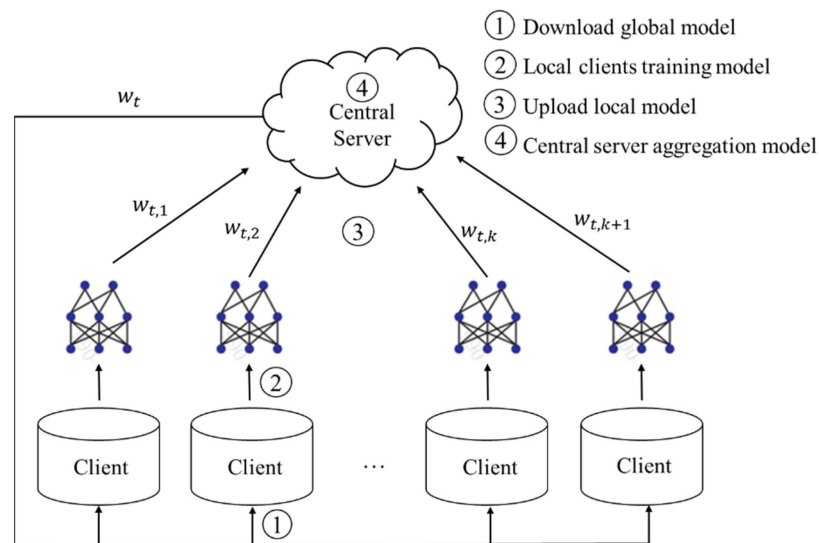 ① Download global model
② Local clients training model
③ Upload local model
④ Central server aggregation model
④
Central
Server
w_t
w_{t,1}
w_{t,2}
③
w_{t,k}
w_{t,k+1}
②
Client
Client
...
Client
Client
①